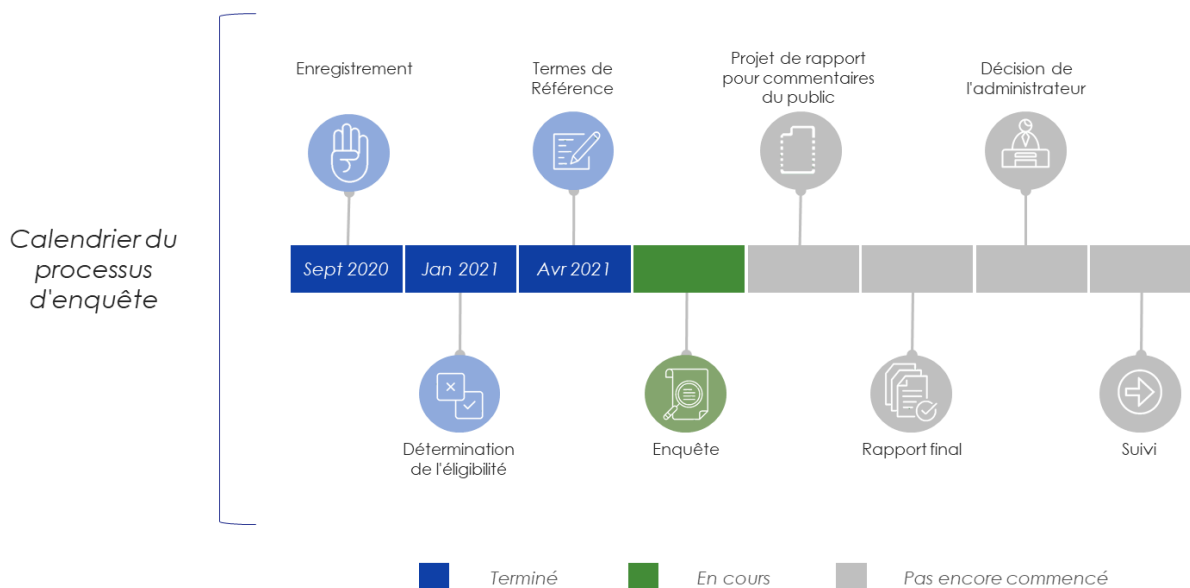 Calendrier du
processus
d'enquête
Enregistrement
Termes de
Référence
Projet de rapport
pour commentaires
du public
Décision de
l'administrateur
Sept 2020
Jan 2021
Avr 2021
Détermination
de l'éligibilité
Enquête
Rapport final
Suivi
Terminé
En cours
Pas encore commencé